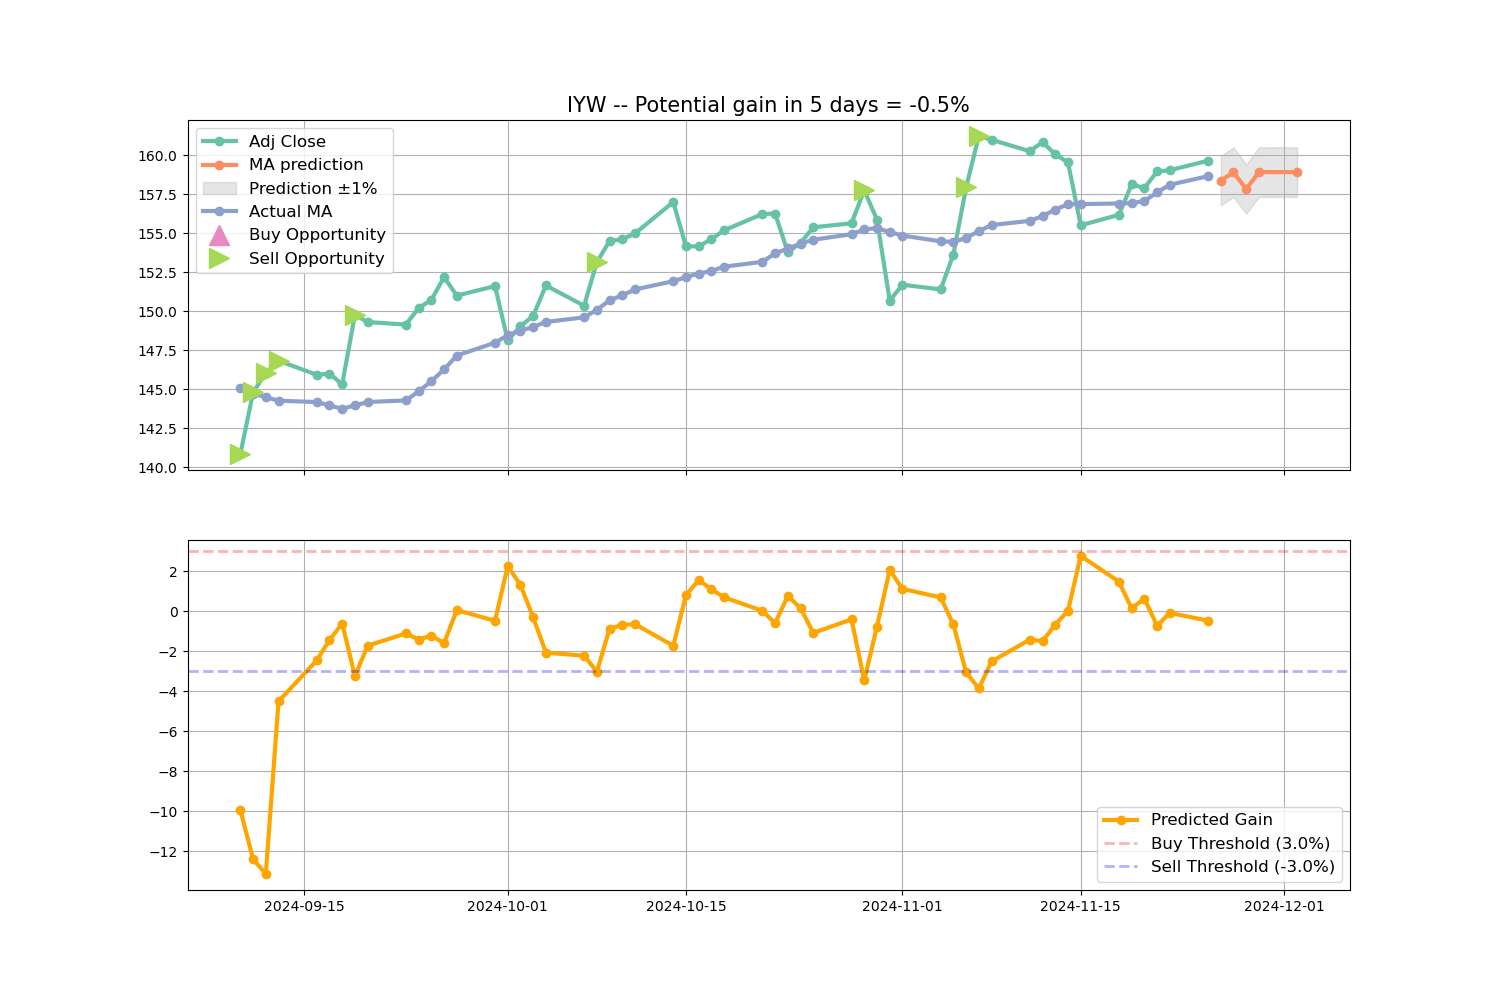 IYW -- Potential gain in 5 days = -0.5%
Adj Close
MA prediction
Prediction ±1%
Actual MA
Buy Opportunity
Sell Opportunity
160.0
157.5
155.0
152.5
150.0
147.5
145.0
142.5
140.0
2
0
−2
−4
−6
−8
−10
−12
Predicted Gain
Buy Threshold (3.0%)
Sell Threshold (-3.0%)
2024-09-15 2024-10-01 2024-10-15 2024-11-01 2024-11-15 2024-12-01